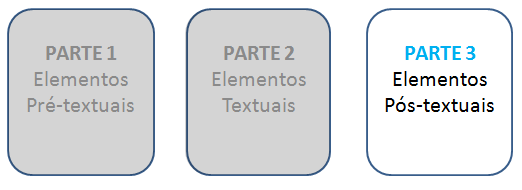 PARTE 1
Elementos
Pré-textuais
PARTE 2
Elementos
Textuais
PARTE 3
Elementos
Pós-textuais